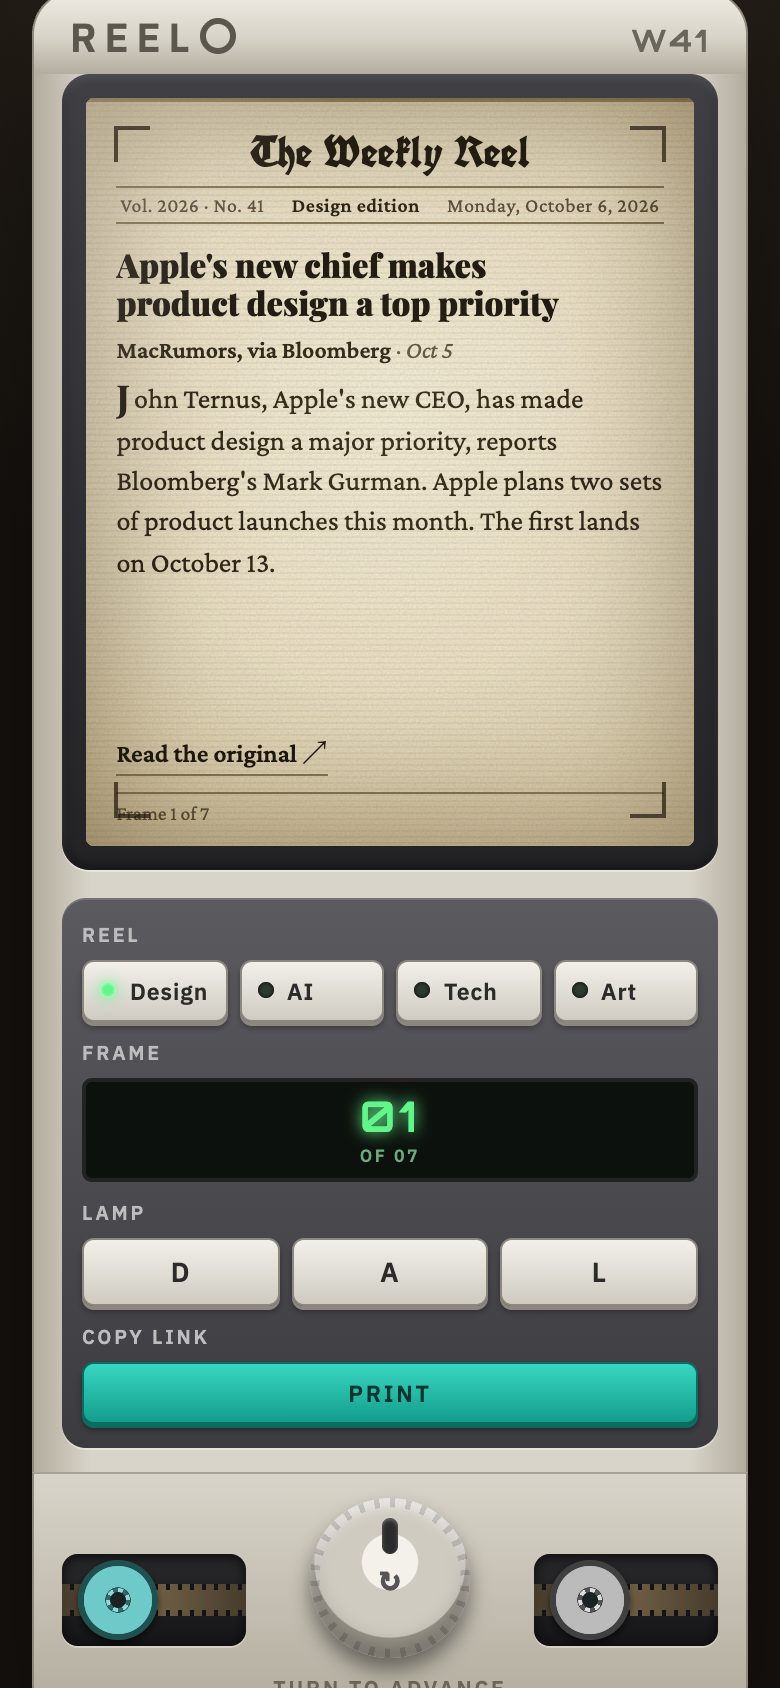 REELO
W41
The Weekly Reel
Vol. 2026 · No. 41 Design edition Monday, October 6, 2026
Apple's new chief makes
product design a top priority
MacRumors, via Bloomberg · Oct 5
John Ternus, Apple's new CEO, has made
product design a major priority, reports
Bloomberg's Mark Gurman. Apple plans two sets
of product launches this month. The first lands
on October 13.
Read the original ↗
Frame 1 of 7
REEL
Design AI Tech Art
FRAME
01
OF 07
LAMP
D A L
COPY LINK
PRINT
↻
TURN TO ADVANCE